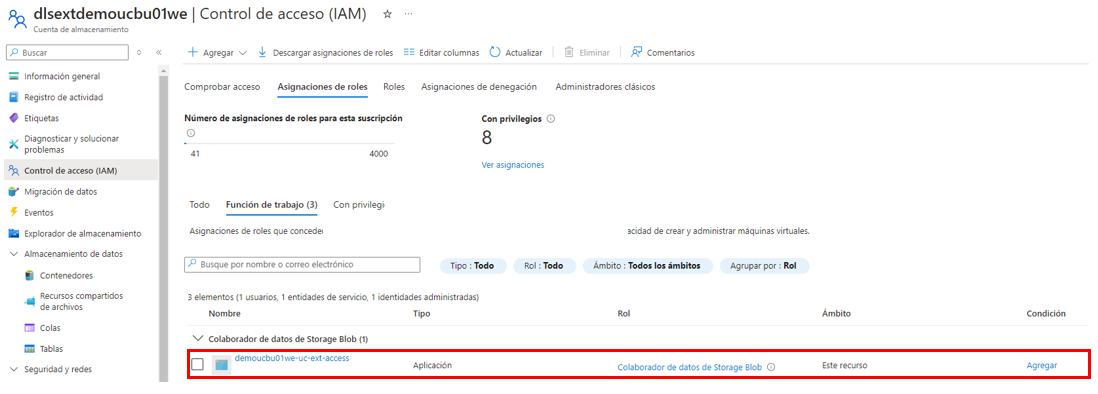 dlsextdemoucbu01we | Control de acceso (IAM)
Cuenta de almacenamiento
Buscar
Agregar
Descargar asignaciones de roles
Editar columnas
Actualizar
Eliminar
Comentarios
Información general
Registro de actividad
Etiquetas
Diagnosticar y solucionar
problemas
Control de acceso (IAM)
Migración de datos
Eventos
Explorador de almacenamiento
Almacenamiento de datos
Contenedores
Recursos compartidos
de archivos
Colas
Tablas
Seguridad y redes
Comprobar acceso
Asignaciones de roles
Roles
Asignaciones de denegación
Administradores clásicos
Número de asignaciones de roles para esta suscripción
41
4000
Con privilegios
8
Ver asignaciones
Todo
Función de trabajo (3)
Con privilegi
Asignaciones de roles que conceder
acidad de crear y administrar máquinas virtuales.
Busque por nombre o correo electrónico
Tipo : Todo
Rol : Todo
Ámbito : Todos los ámbitos
Agrupar por : Rol
3 elementos (1 usuarios, 1 entidades de servicio, 1 identidades administradas)
Nombre
Tipo
Rol
Ámbito
Condición
Colaborador de datos de Storage Blob (1)
demoucbu01we-uc-ext-access
Aplicación
Colaborador de datos de Storage Blob
Este recurso
Agregar